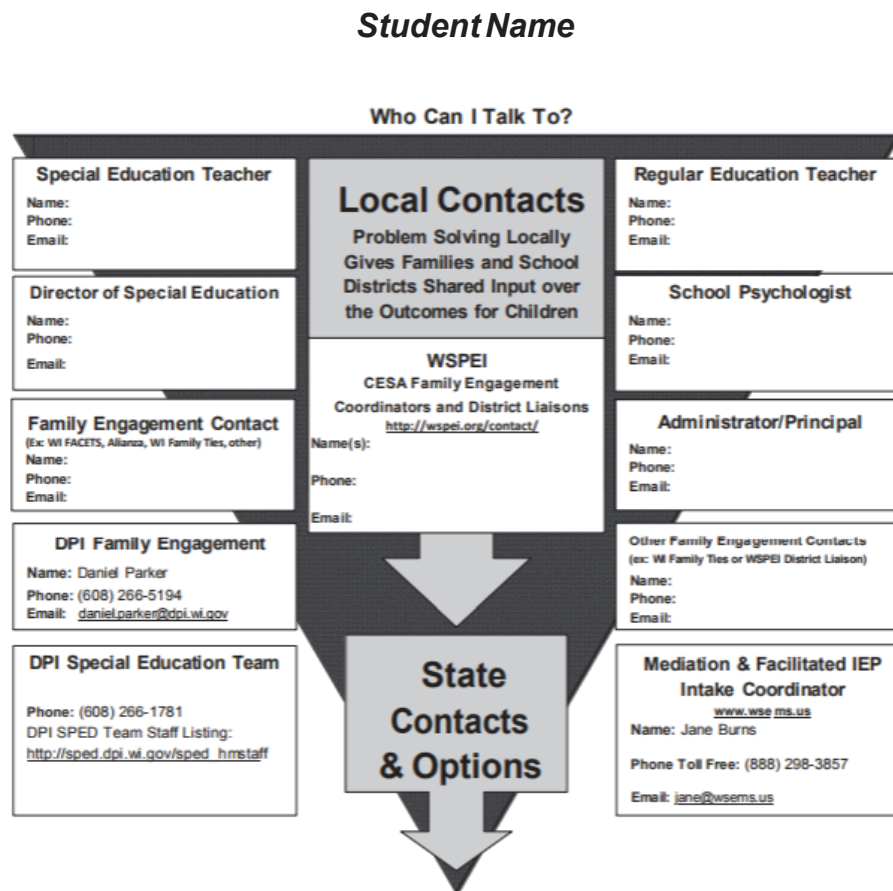 Student Name
Who Can I Talk To?
Special Education Teacher
Name:
Phone:
Email:
Director of Special Education
Name:
Phone:
Email:
Family Engagement Contact
(Ex: WI FACETS, Alianza, WI Family Ties, other)
Name:
Phone:
Email:
DPI Family Engagement
Name: Daniel Parker
Phone: (608) 266-5194
Email: daniel.parker@dpi.wi.gov
DPI Special Education Team
Phone: (608) 266-1781
DPI SPED Team Staff Listing:
http://sped.dpi.wi.gov/sped_hmstaff
Local Contacts
Problem Solving Locally
Gives Families and School
Districts Shared Input over
the Outcomes for Children
WSPEI
CESA Family Engagement
Coordinators and District Liaisons
http://wspei.org/contact/
Name(s):
Phone:
Email:
State
Contacts
& Options
Regular Education Teacher
Name:
Phone:
Email:
School Psychologist
Name:
Phone:
Email:
Administrator/Principal
Name:
Phone:
Email:
Other Family Engagement Contacts
(ex: WI Family Ties or WSPEI District Liaison)
Name:
Phone:
Email:
Mediation & Facilitated IEP
Intake Coordinator
www.wsems.us
Name: Jane Burns
Phone Toll Free: (888) 298-3857
Email: jane@wsems.us